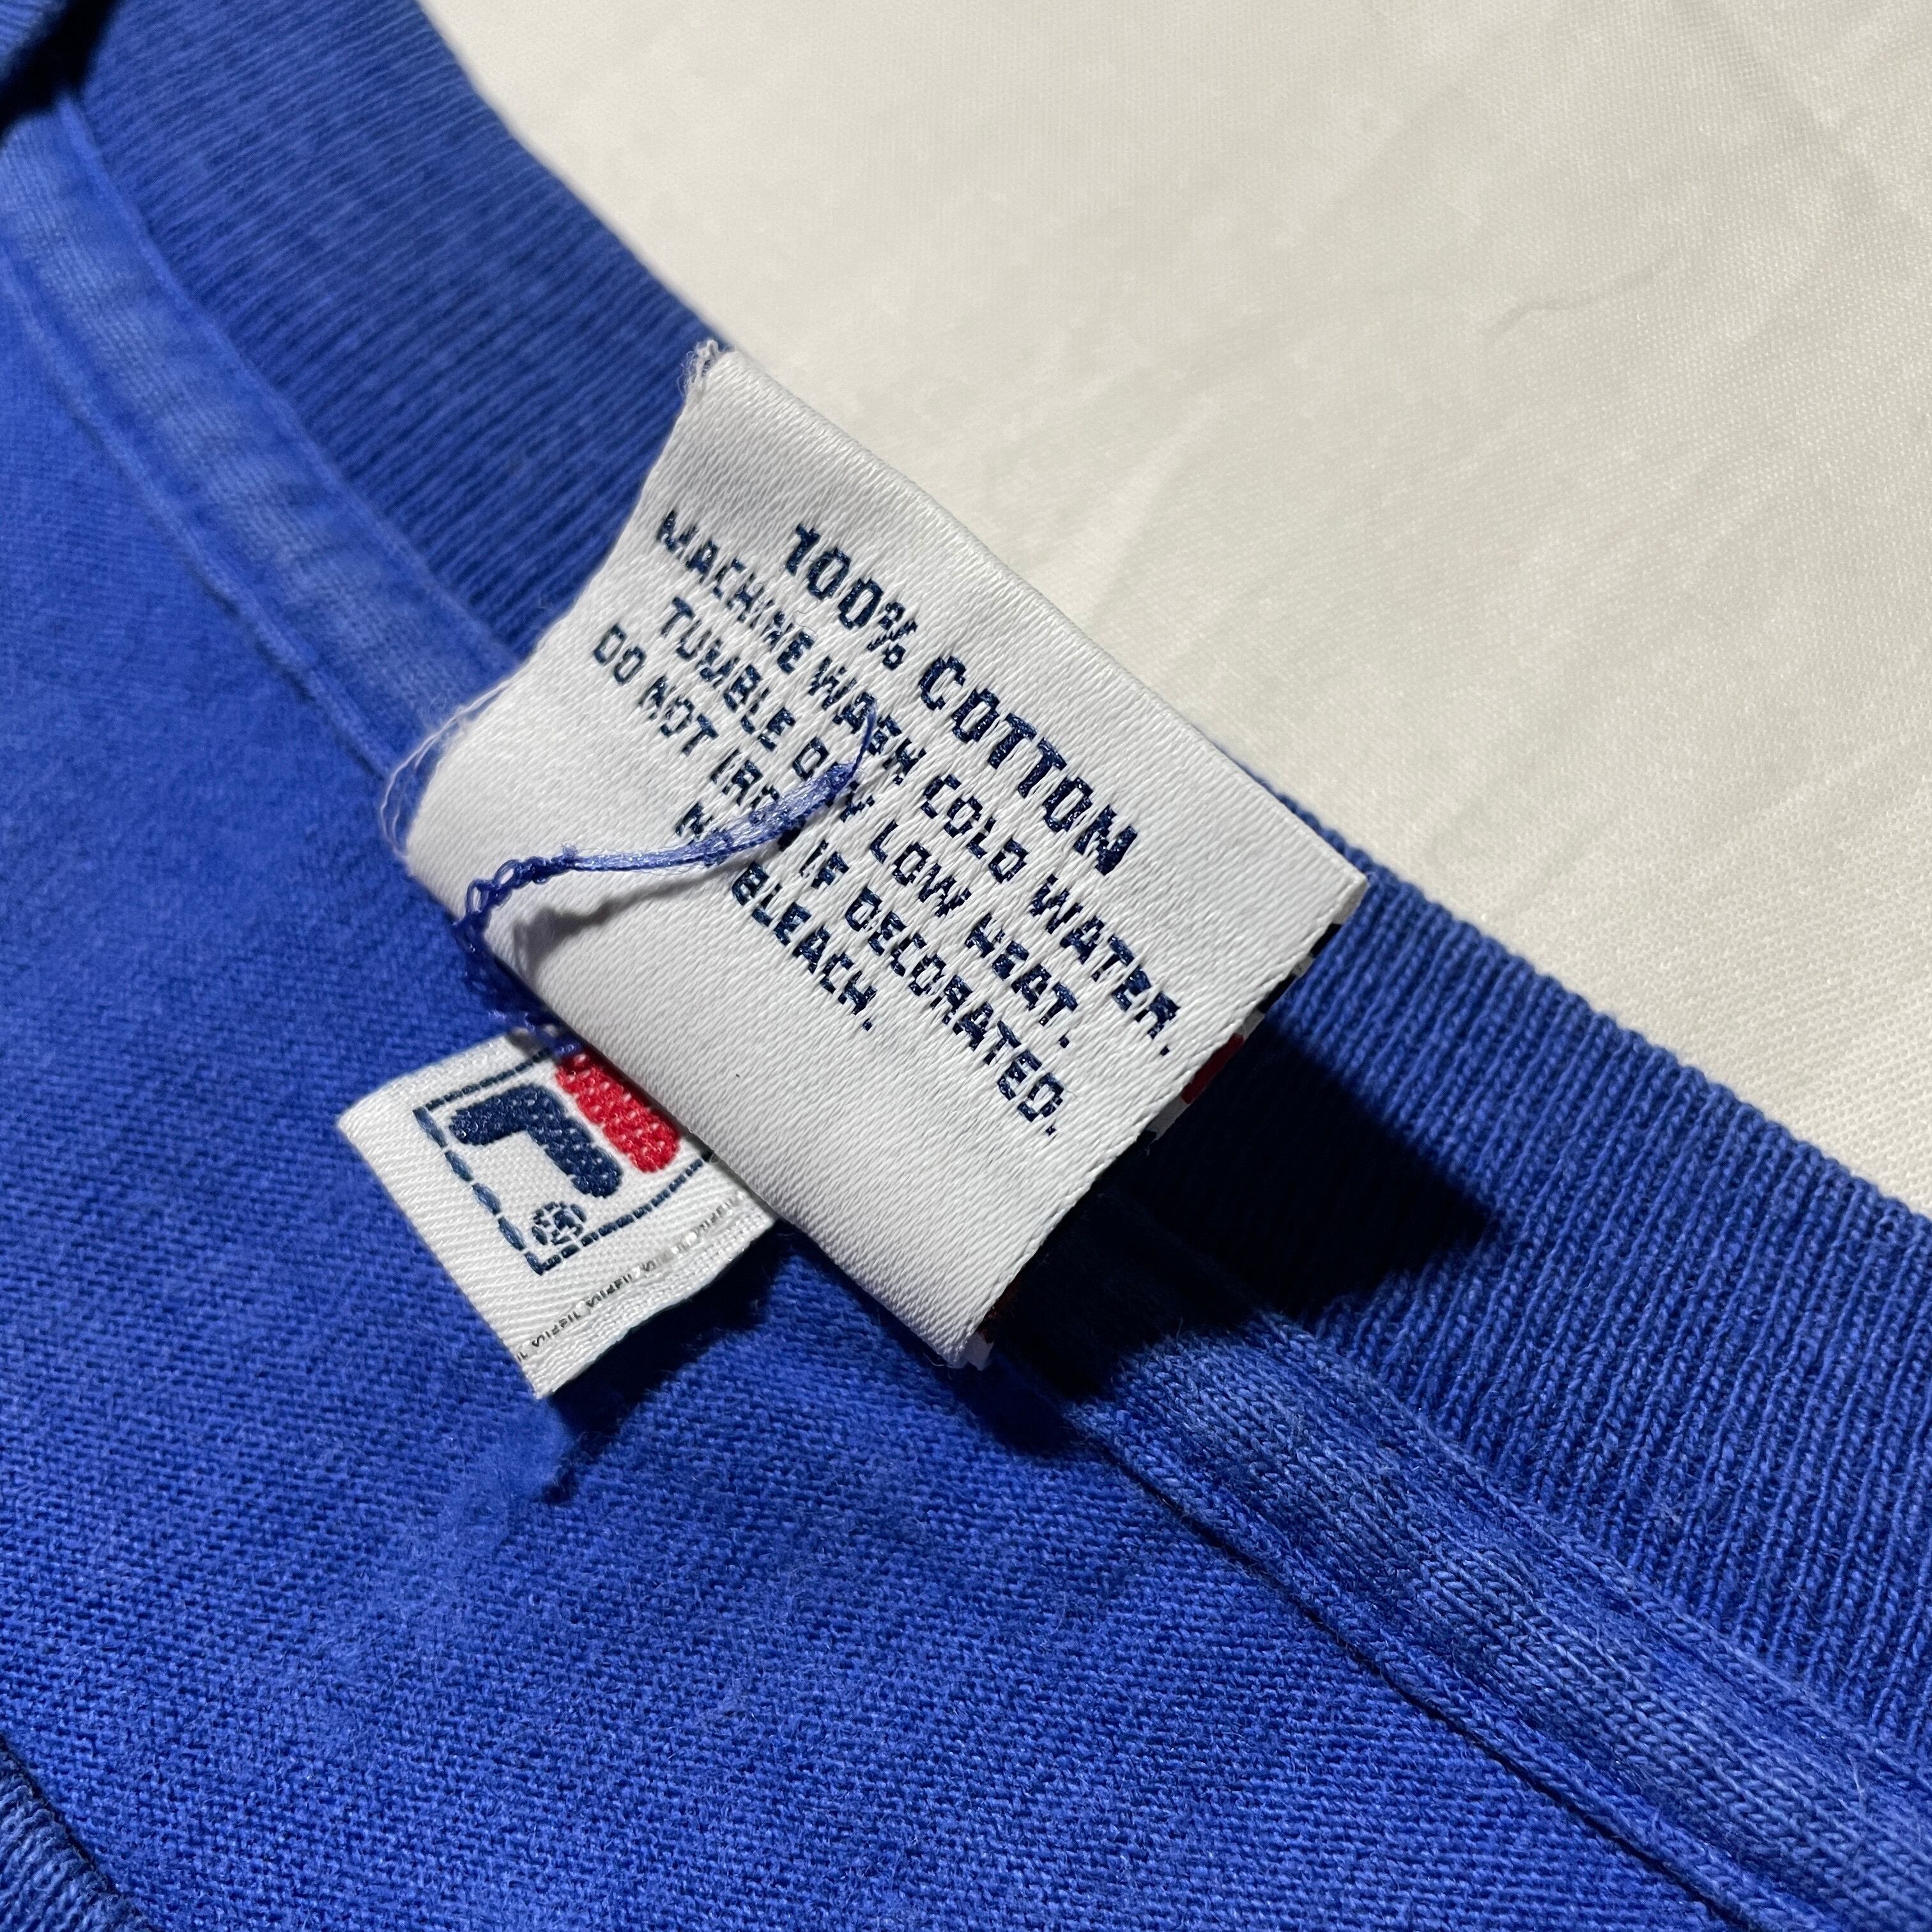 100% COTTON
MACHINE WASH COLD WATER.
TUMBLE DRY LOW HEAT.
DO NOT IRON IF DECORATED.
NO BLEACH.